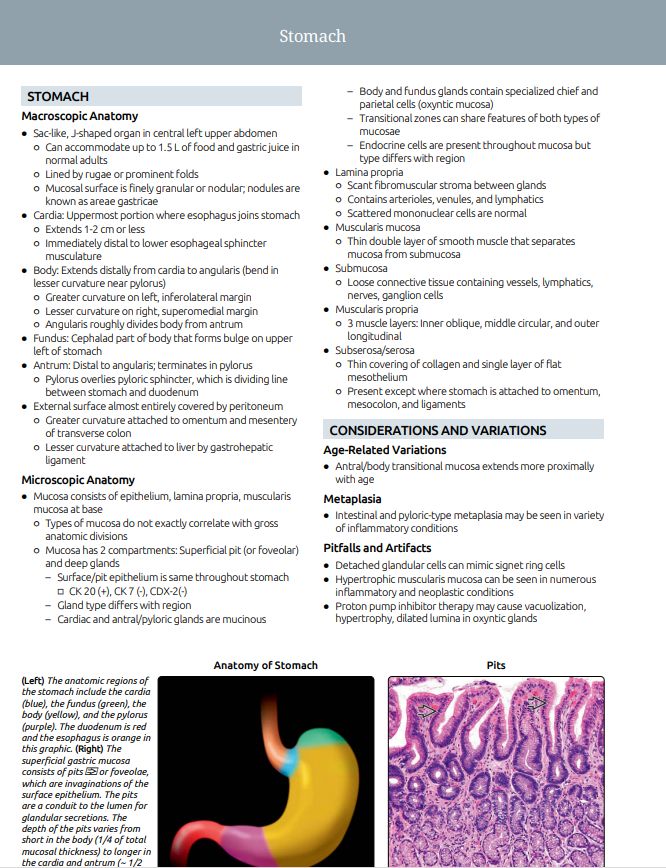 Stomach
STOMACH
Macroscopic Anatomy
• Sac-like, J-shaped organ in central left upper abdomen
o Can accommodate up to 1.5 L of food and gastric juice in
normal adults
o Lined by rugae or prominent folds
o Mucosal surface is finely granular or nodular; nodules are
known as areae gastricae
• Cardia: Uppermost portion where esophagus joins stomach
o Extends 1-2 cm or less
o Immediately distal to lower esophageal sphincter
musculature
• Body: Extends distally from cardia to angularis (bend in
lesser curvature near pylorus)
o Greater curvature on left, inferolateral margin
o Lesser curvature on right, superomedial margin
o Angularis roughly divides body from antrum
• Fundus: Cephalad part of body that forms bulge on upper
left of stomach
• Antrum: Distal to angularis; terminates in pylorus
o Pylorus overlies pyloric sphincter, which is dividing line
between stomach and duodenum
• External surface almost entirely covered by peritoneum
o Greater curvature attached to omentum and mesentery
of transverse colon
o Lesser curvature attached to liver by gastrohepatic
ligament
Microscopic Anatomy
• Mucosa consists of epithelium, lamina propria, muscularis
mucosa at base
o Types of mucosa do not exactly correlate with gross
anatomic divisions
o Mucosa has 2 compartments: Superficial pit (or foveolar)
and deep glands
– Surface/pit epithelium is same throughout stomach
□ CK 20 (+), CK 7 (-), CDX-2(-)
– Gland type differs with region
– Cardiac and antral/pyloric glands are mucinous
– Body and fundus glands contain specialized chief and
parietal cells (oxyntic mucosa)
– Transitional zones can share features of both types of
mucosae
– Endocrine cells are present throughout mucosa but
type differs with region
• Lamina propria
o Scant fibromuscular stroma between glands
o Contains arterioles, venules, and lymphatics
o Scattered mononuclear cells are normal
• Muscularis mucosa
o Thin double layer of smooth muscle that separates
mucosa from submucosa
• Submucosa
o Loose connective tissue containing vessels, lymphatics,
nerves, ganglion cells
• Muscularis propria
o 3 muscle layers: Inner oblique, middle circular, and outer
longitudinal
• Subserosa/serosa
o Thin covering of collagen and single layer of flat
mesothelium
o Present except where stomach is attached to omentum,
mesocolon, and ligaments
CONSIDERATIONS AND VARIATIONS
Age-Related Variations
• Antral/body transitional mucosa extends more proximally
with age
Metaplasia
• Intestinal and pyloric-type metaplasia may be seen in variety
of inflammatory conditions
Pitfalls and Artifacts
• Detached glandular cells can mimic signet ring cells
• Hypertrophic muscularis mucosa can be seen in numerous
inflammatory and neoplastic conditions
• Proton pump inhibitor therapy may cause vacuolization,
hypertrophy, dilated lumina in oxyntic glands
(Left) The anatomic regions of
the stomach include the cardia
(blue), the fundus (green), the
body (yellow), and the pylorus
(purple). The duodenum is red
and the esophagus is orange in
this graphic. (Right) The
superficial gastric mucosa
consists of pits or foveolae,
which are invaginations of the
surface epithelium. The pits
are a conduit to the lumen for
glandular secretions. The
depth of the pits varies from
short in the body (1/4 of total
mucosal thickness) to longer in
the cardia and antrum (~ 1/2
Anatomy of Stomach
Pits